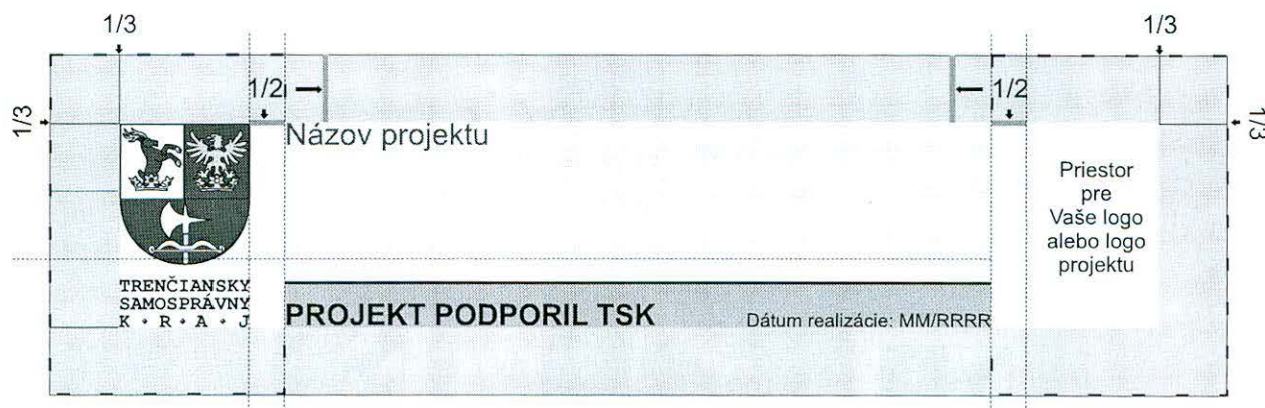 1/3
1/3
1/2
1/2
1/3
1/3
Názov projektu
Priestor
pre
Vaše logo
alebo logo
projektu
TRENČIANSKY
SAMOSPRÁVNY
K • R • A • J
PROJEKT PODPORIL TSK
Dátum realizácie: MM/RRRR